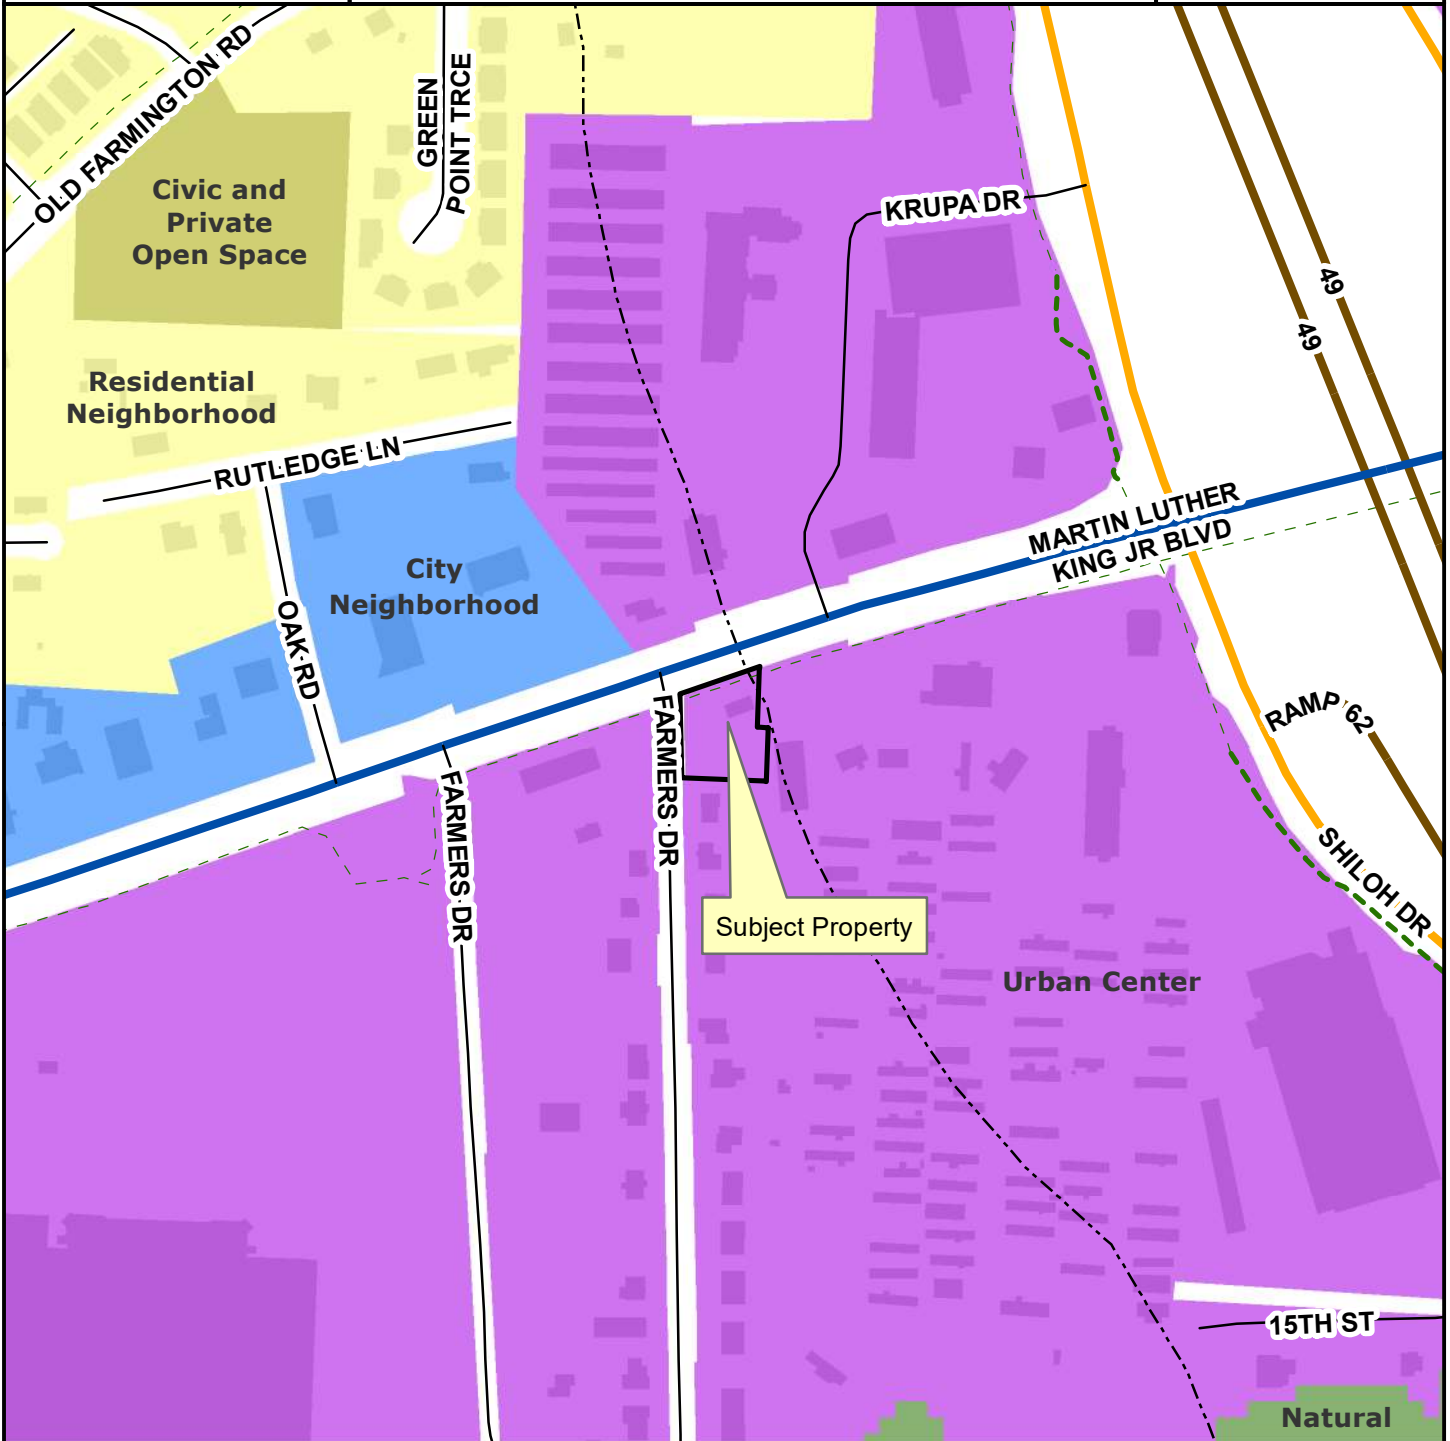 OLD FARMINGTON RD
GREEN
POINT TRCE
Civic and
Private
Open Space
KRUPA DR
49
49
Residential
Neighborhood
RUTLEDGE LN
MARTIN LUTHER
KING JR BLVD
City
Neighborhood
OAK RD
FARMERS DR
FARMERS DR
RAMP 62
SHILOH DR
Subject Property
Urban Center
15TH ST
Natural